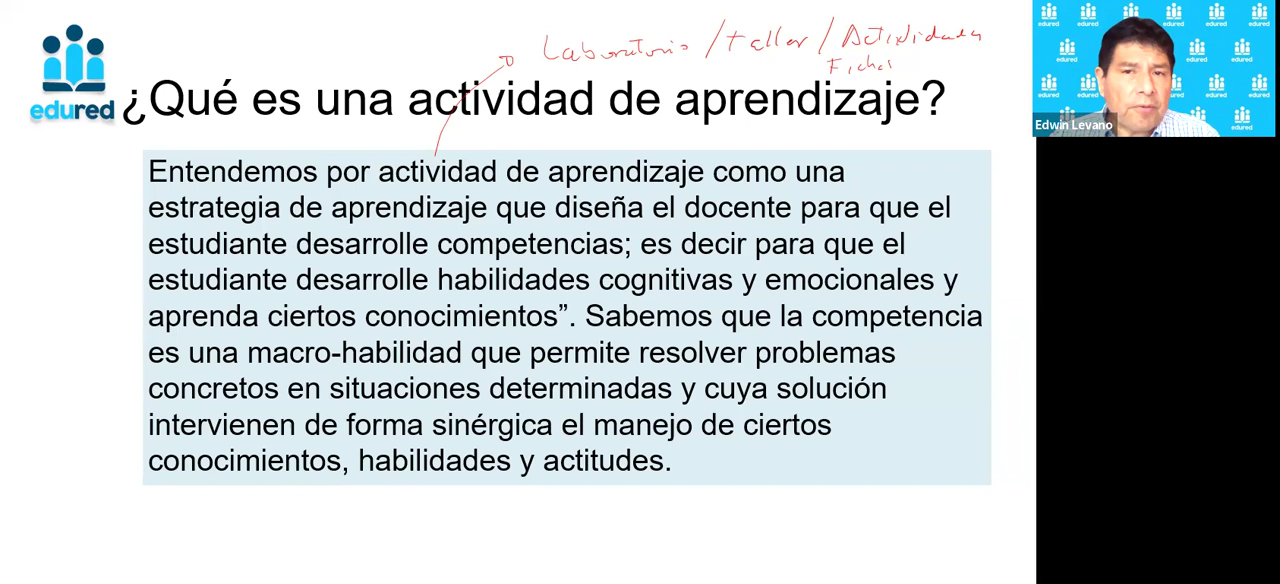 Laboratorio / taller / Actividades
Fichas
edured
¿Qué es una actividad de aprendizaje?
Entendemos por actividad de aprendizaje como una
estrategia de aprendizaje que diseña el docente para que el
estudiante desarrolle competencias; es decir para que el
estudiante desarrolle habilidades cognitivas y emocionales y
aprenda ciertos conocimientos”. Sabemos que la competencia
es una macro-habilidad que permite resolver problemas
concretos en situaciones determinadas y cuya solución
intervienen de forma sinérgica el manejo de ciertos
conocimientos, habilidades y actitudes.
edured
Edwin Levano